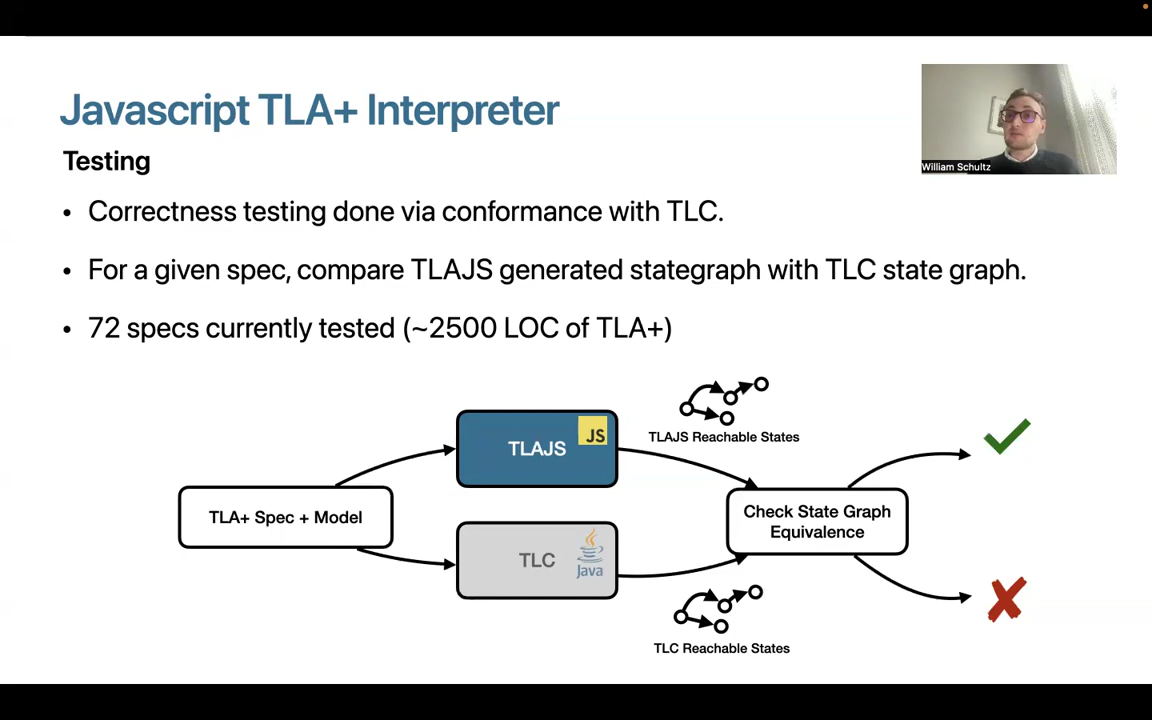 Javascript TLA+ Interpreter
William Schultz
Testing
• Correctness testing done via conformance with TLC.
• For a given spec, compare TLAJS generated stategraph with TLC state graph.
• 72 specs currently tested (~2500 LOC of TLA+)
TLAJS
JS
TLAJS Reachable States
TLA+ Spec + Model
Check State Graph
Equivalence
TLC
Java
TLC Reachable States